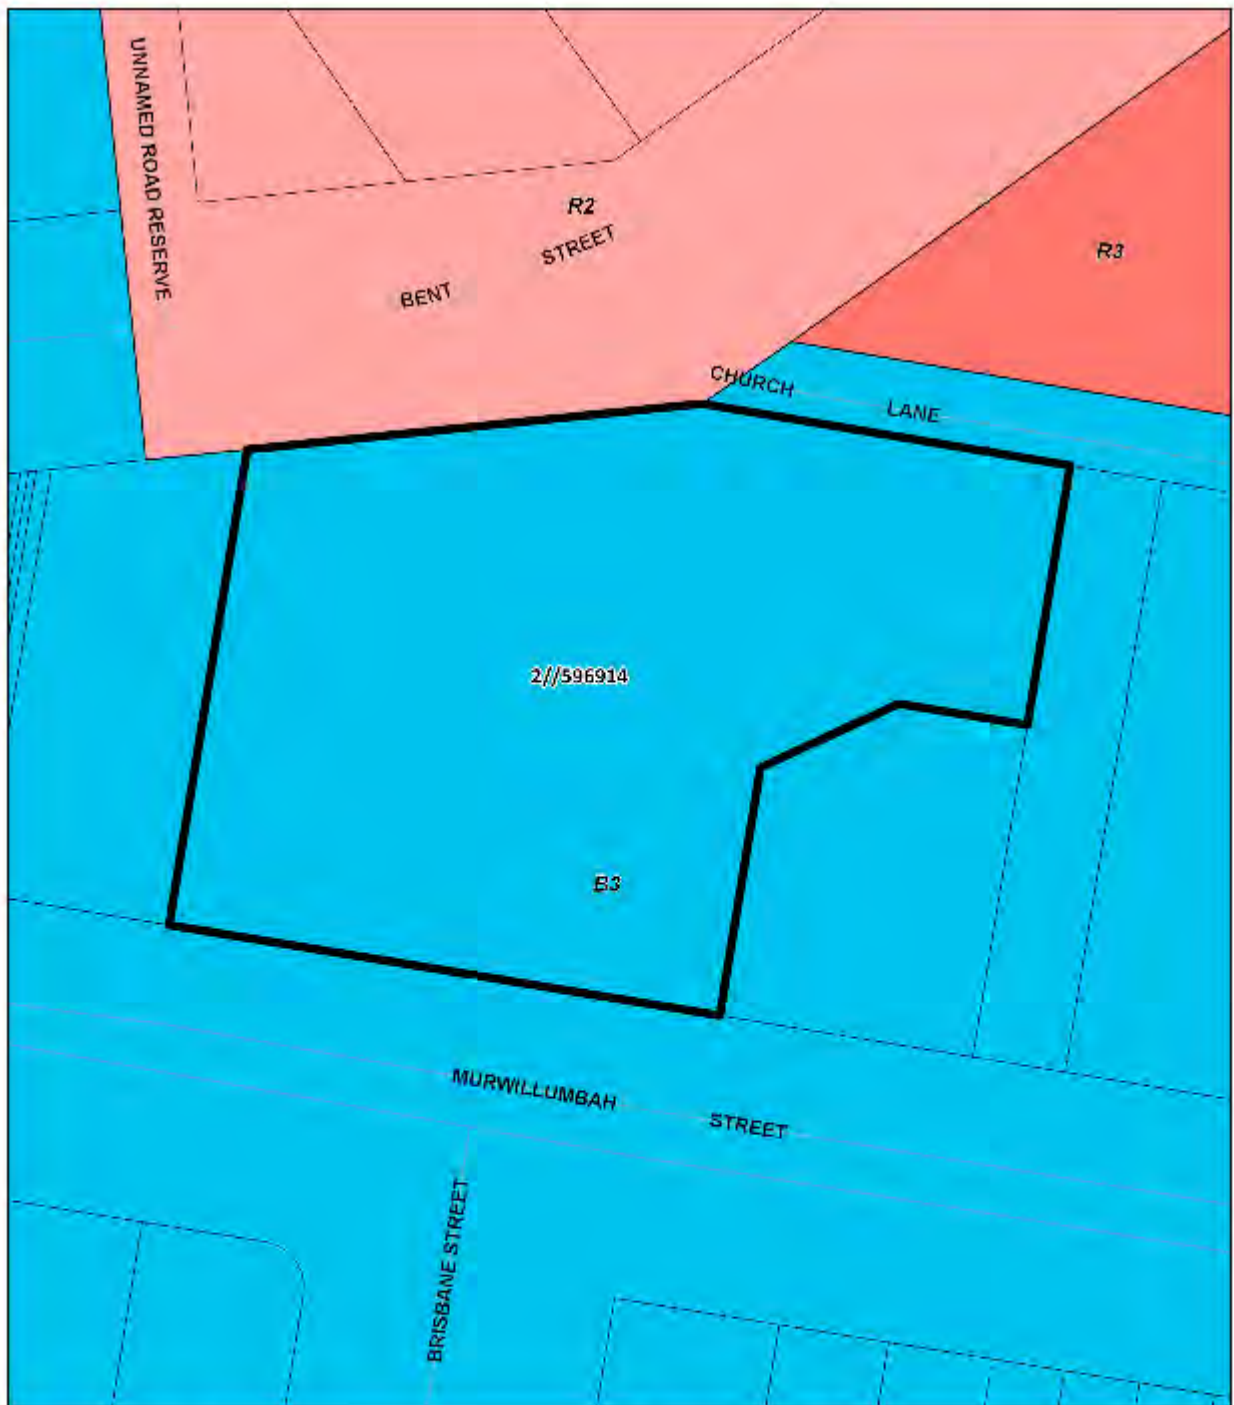 UNNAMED ROAD RESERVE
R2
STREET
BENT
R3
CHURCH
LANE
2//596914
B3
MURWILLUMBAH
STREET
BRISBANE STREET